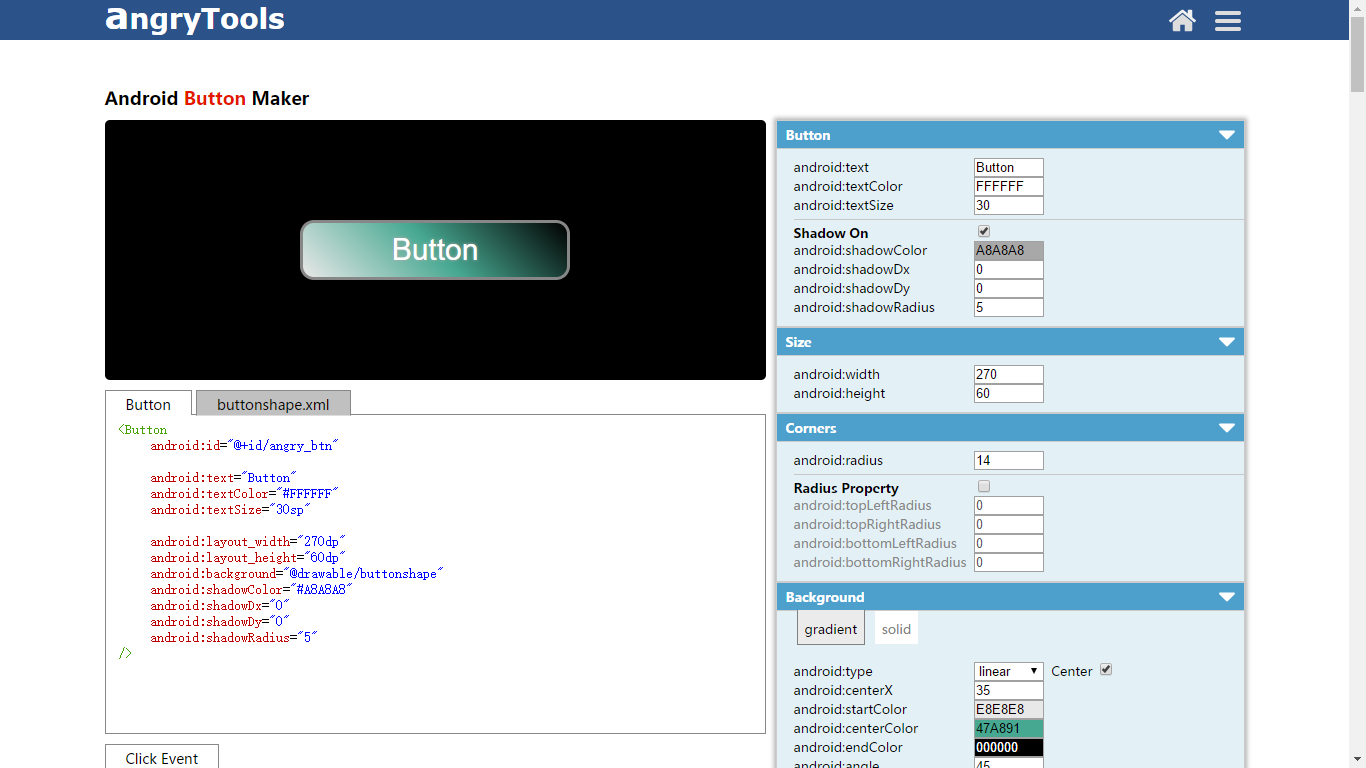 angryTools
Android Button Maker
Button
Button
buttonshape.xml
<Button
android:id="@+id/angry_btn"
android:text="Button"
android:textColor="#FFFFFF"
android:textSize="30sp"
android:layout_width="270dp"
android:layout_height="60dp"
android:background="@drawable/buttonshape"
android:shadowColor="#A8A8A8"
android:shadowDx="0"
android:shadowDy="0"
android:shadowRadius="5"
/>
Click Event
Button
android:text Button
android:textColor FFFFFF
android:textSize 30
Shadow On
android:shadowColor A8A8A8
android:shadowDx 0
android:shadowDy 0
android:shadowRadius 5
Size
android:width 270
android:height 60
Corners
android:radius 14
Radius Property
android:topLeftRadius 0
android:topRightRadius 0
android:bottomLeftRadius 0
android:bottomRightRadius 0
Background
gradient solid
android:type linear Center
android:centerX 35
android:startColor E8E8E8
android:centerColor 47A891
android:endColor 000000
android:angle 45